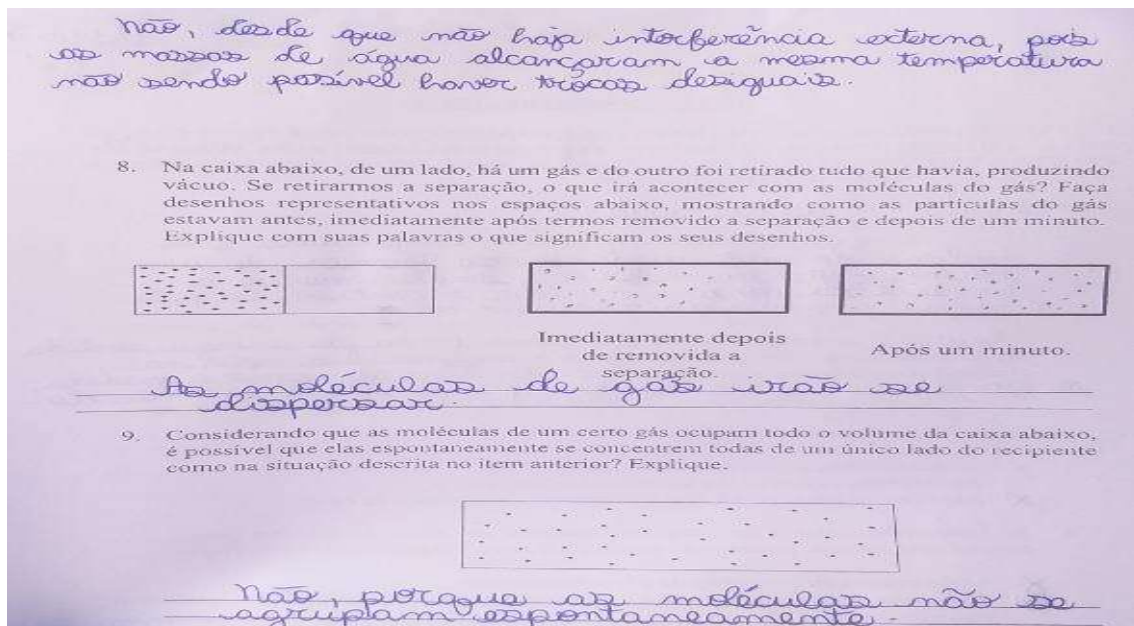 Não, desde que não haja interferência externa, pois
as massas de água alcançaram a mesma temperatura
não sendo possível haver trocas desiguais.
8. Na caixa abaixo, de um lado, há um gás e do outro foi retirado tudo que havia, produzindo
vácuo. Se retirarmos a separação, o que irá acontecer com as moléculas do gás? Faça
desenhos representativos nos espaços abaixo, mostrando como as partículas do gás
estavam antes, imediatamente após termos removido a separação e depois de um minuto.
Explique com suas palavras o que significam os seus desenhos.
Imediatamente depois
de removida a
separação.
Após um minuto.
As moléculas de gás irão se
dispersar.
9. Considerando que as moléculas de um certo gás ocupam todo o volume da caixa abaixo,
é possível que elas espontaneamente se concentrem todas de um único lado do recipiente
como na situação descrita no item anterior? Explique.
Não, porque as moléculas não se
agrupam espontaneamente.